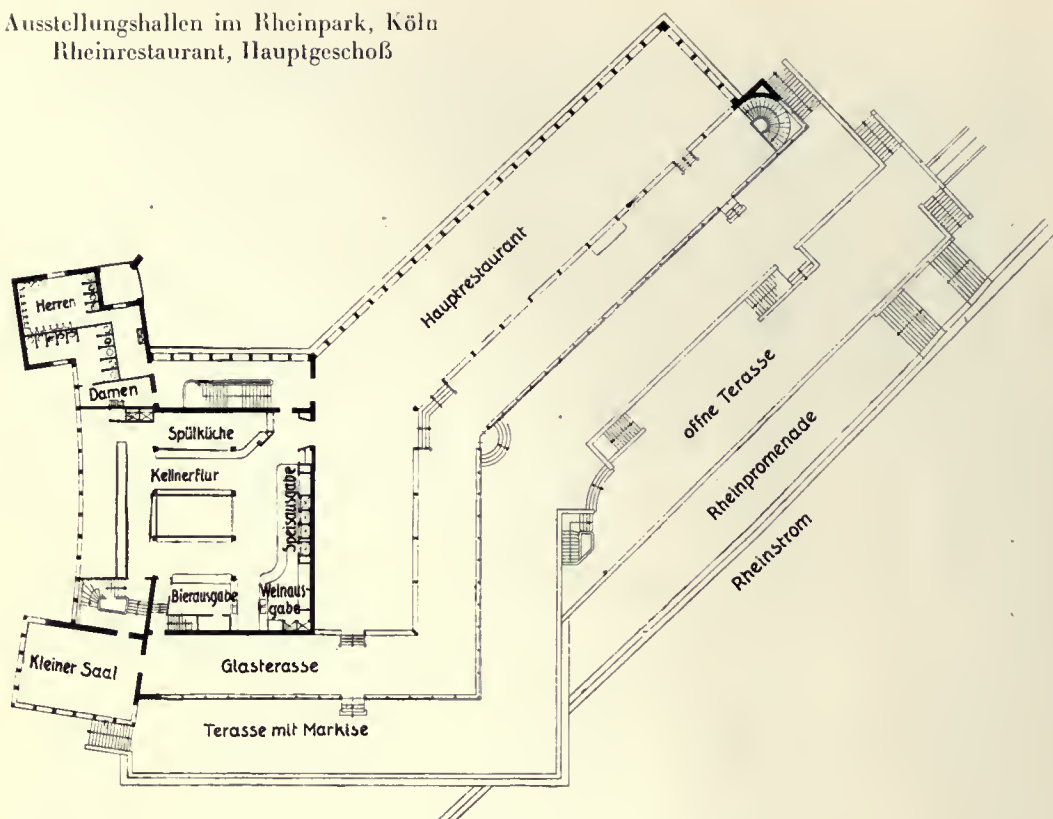 Ausstellungshallen im Rheinpark, Köln
Rheinrestaurant, Hauptgeschoß
Hauptrestaurant
Herren
Damen
Spülküche
Kellnerflur
Speisausgabe
Bierausgabe
Weinaus-
gabe
Kleiner Saal
Glasterasse
Terasse mit Markise
offne Terasse
Rheinpromenade
Rheinstrom